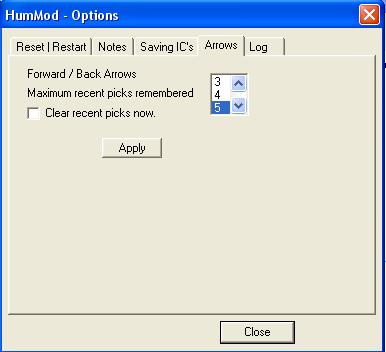 HumMod - Options
Reset | Restart Notes Saving IC's Arrows Log
Forward / Back Arrows
Maximum recent picks remembered
3
4
5
Clear recent picks now.
Apply
Close